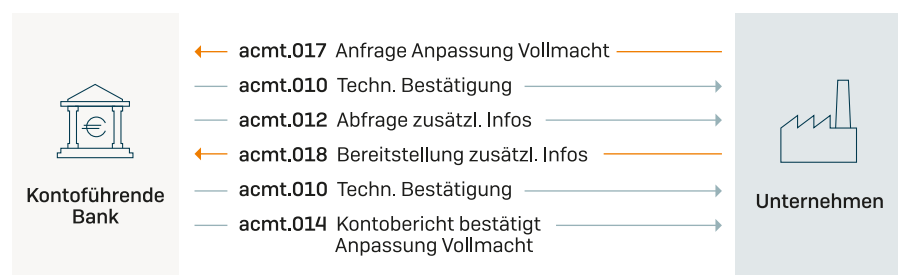 acmt.017 Anfrage Anpassung Vollmacht
acmt.010 Techn. Bestätigung
acmt.012 Abfrage zusätzl. Infos
acmt.018 Bereitstellung zusätzl. Infos
acmt.010 Techn. Bestätigung
acmt.014 Kontobericht bestätigt
Anpassung Vollmacht
Kontoführende
Bank
Unternehmen